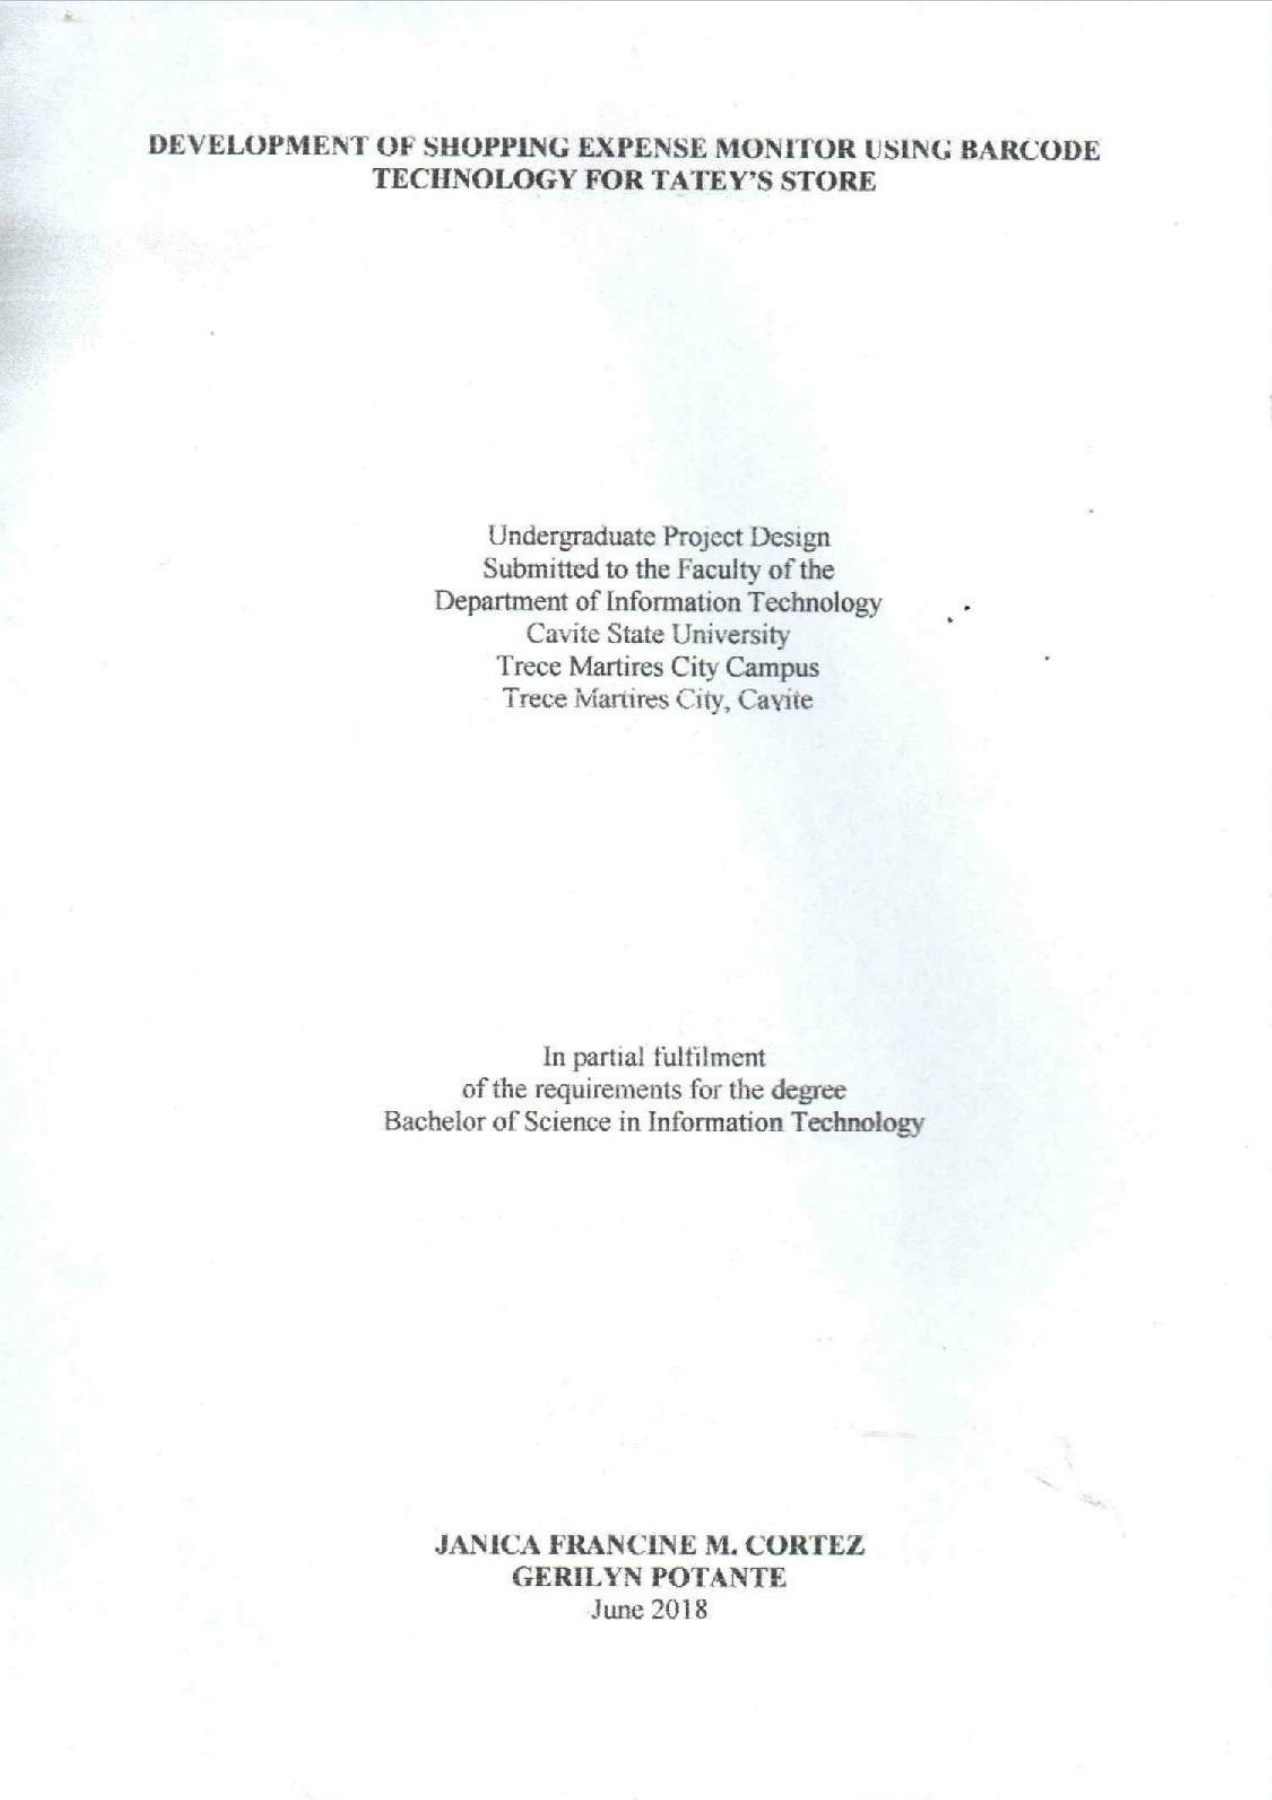 DEVELOPMENT OF SHOPPING EXPENSE MONITOR USING BARCODE
TECHNOLOGY FOR TATEY'S STORE
Undergraduate Project Design
Submitted to the Faculty of the
Department of Information Technology
Cavite State University
Trece Martires City Campus
Trece Martires City, Cavite
In partial fulfilment
of the requirements for the degree
Bachelor of Science in Information Technology
JANICA FRANCINE M. CORTEZ
GERILYN POTANTE
June 2018